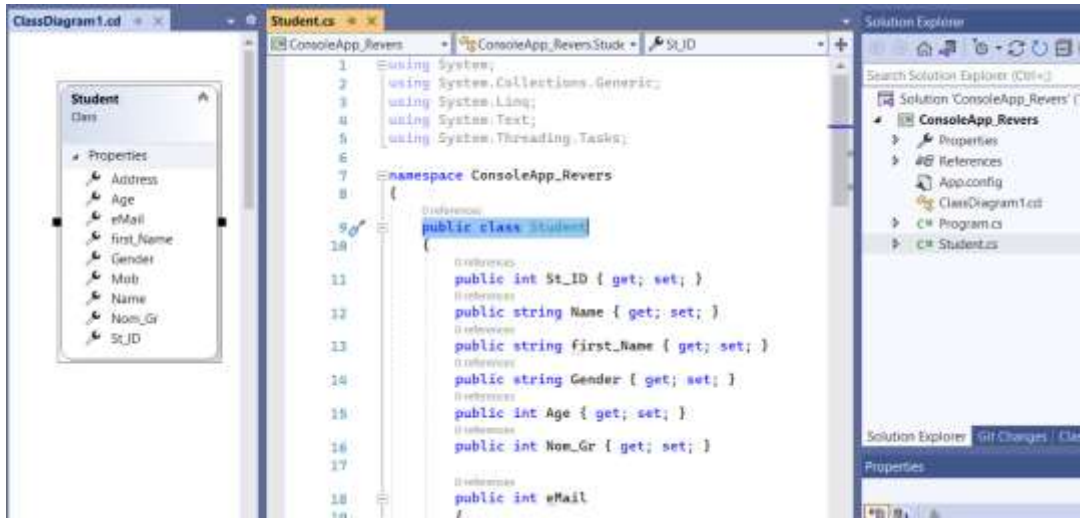 ClassDiagram1.cd
Student
Class
Properties
Address
Age
eMail
first_Name
Gender
Mob
Name
Nom_Gr
St_ID
Student.cs
ConsoleApp_Revers
ConsoleApp_Revers.Stude
St_ID
1 using System;
2 using System.Collections.Generic;
3 using System.Linq;
4 using System.Text;
5 using System.Threading.Tasks;
6
7 namespace ConsoleApp_Revers
8 {
0 references
9 public class Student
10 {
0 references
11 public int St_ID { get; set; }
0 references
12 public string Name { get; set; }
0 references
13 public string first_Name { get; set; }
0 references
14 public string Gender { get; set; }
0 references
15 public int Age { get; set; }
0 references
16 public int Nom_Gr { get; set; }
17
0 references
18 public int eMail
19 {
Solution Explorer
Search Solution Explorer (Ctrl+;)
Solution 'ConsoleApp_Revers' (
ConsoleApp_Revers
Properties
References
App.config
ClassDiagram1.cd
C# Program.cs
C# Student.cs
Solution Explorer Git Changes Clas
Properties